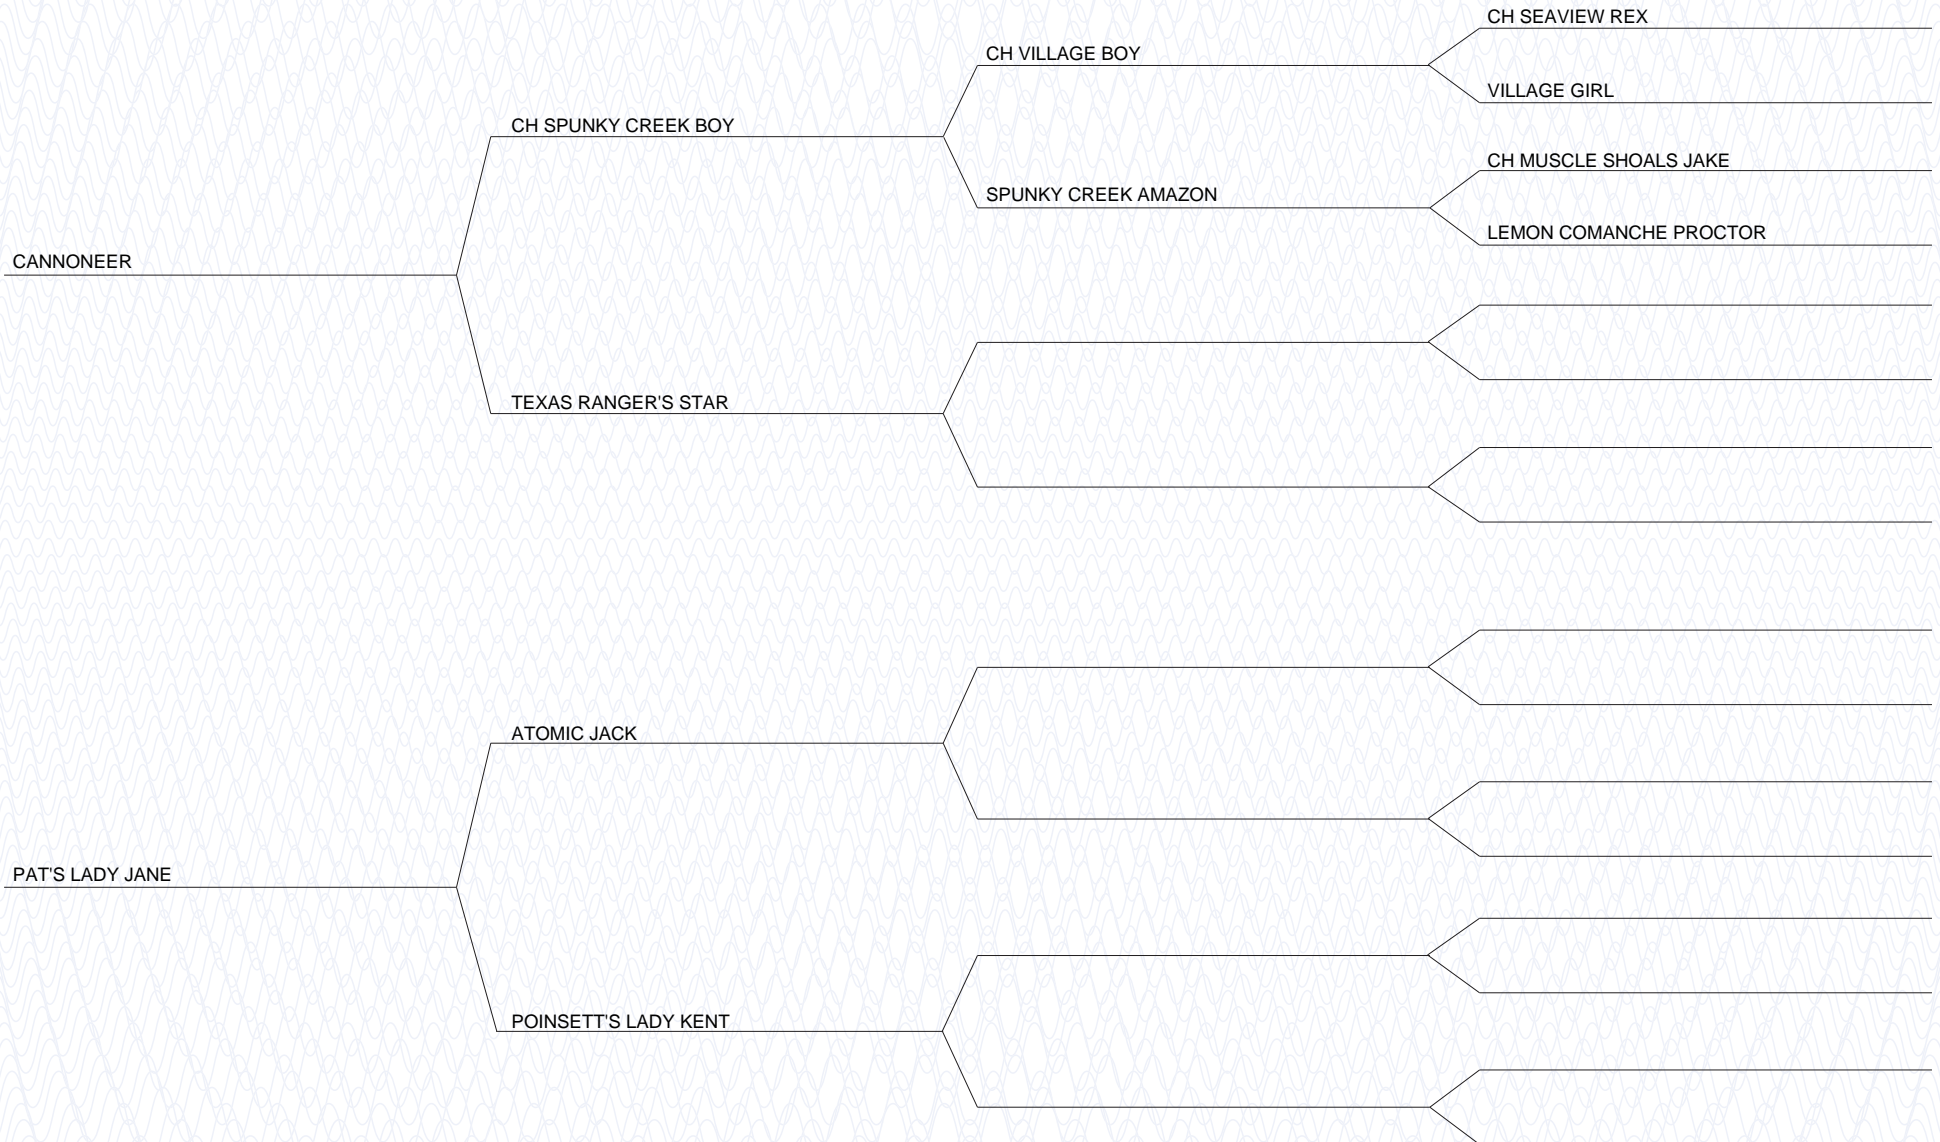 CH SEAVIEW REX
CH VILLAGE BOY
VILLAGE GIRL
CH SPUNKY CREEK BOY
CH MUSCLE SHOALS JAKE
SPUNKY CREEK AMAZON
LEMON COMANCHE PROCTOR
CANNONEER
TEXAS RANGER'S STAR
ATOMIC JACK
PAT'S LADY JANE
POINSETT'S LADY KENT